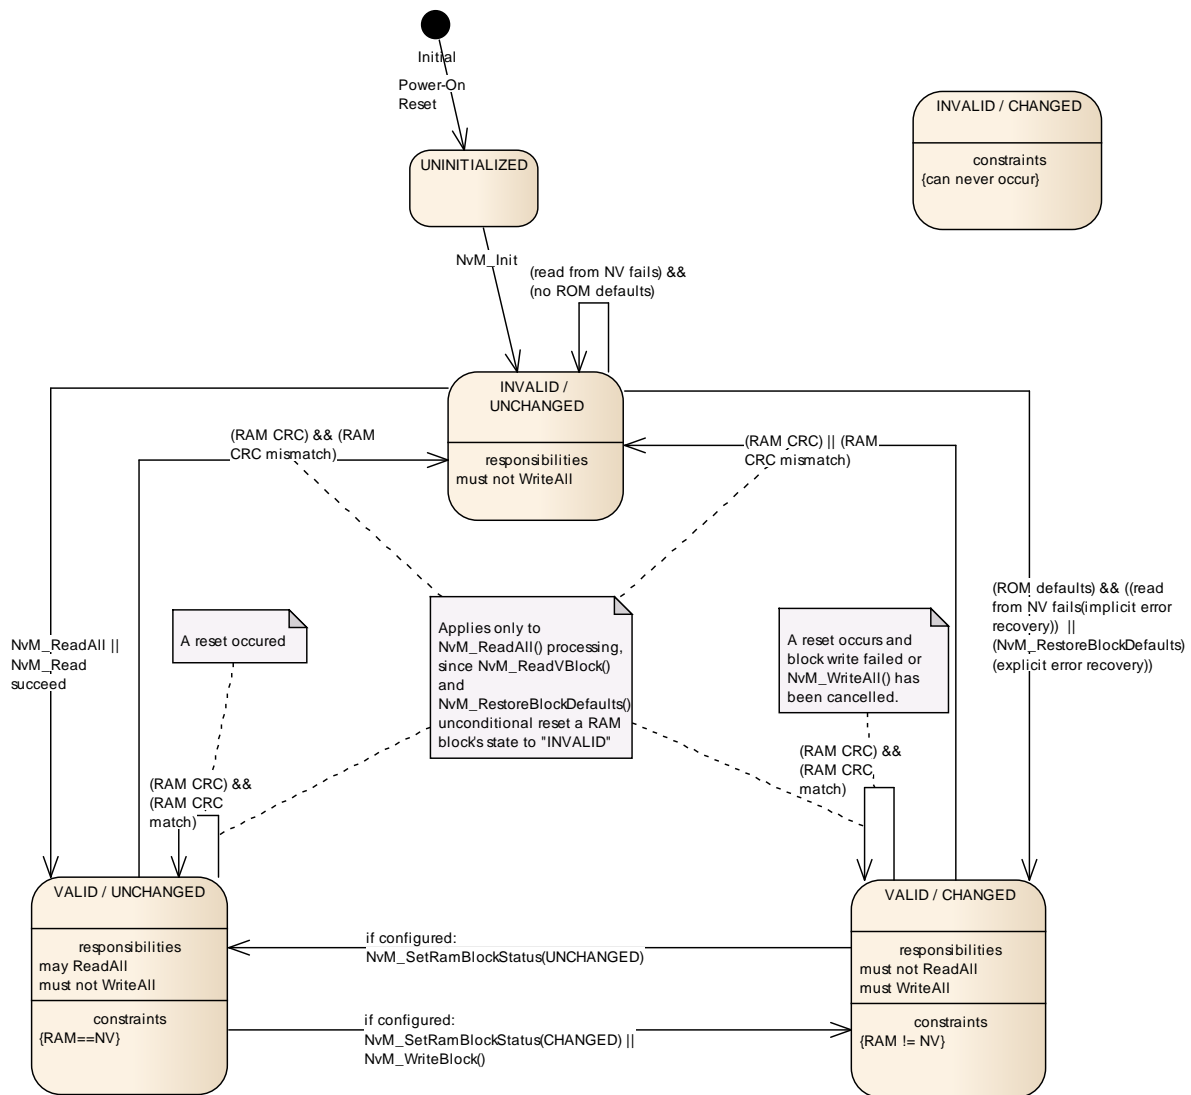 Initial
Power-On
Reset
INVALID / CHANGED
constraints
{can never occur}
UNINITIALIZED
NvM_Init
(read from NV fails) &&
(no ROM defaults)
INVALID /
UNCHANGED
responsibilities
must not WriteAll
(RAM CRC) && (RAM
CRC mismatch)
(RAM CRC) || (RAM
CRC mismatch)
(ROM defaults) && ((read
from NV fails(implicit error
recovery)) ||
(NvM_RestoreBlockDefaults)
(explicit error recovery))
NvM_ReadAll ||
NvM_Read
succeed
A reset occured
Applies only to
NvM_ReadAll() processing,
since NvM_ReadVBlock()
and
NvM_RestoreBlockDefaults()
unconditional reset a RAM
block's state to "INVALID"
A reset occurs and
block write failed or
NvM_WriteAll() has
been cancelled.
(RAM CRC) &&
(RAM CRC
match)
(RAM CRC) &&
(RAM CRC
match)
VALID / UNCHANGED
responsibilities
may ReadAll
must not WriteAll
constraints
{RAM==NV}
if configured:
NvM_SetRamBlockStatus(UNCHANGED)
if configured:
NvM_SetRamBlockStatus(CHANGED) ||
NvM_WriteBlock()
VALID / CHANGED
responsibilities
must not ReadAll
must WriteAll
constraints
{RAM != NV}